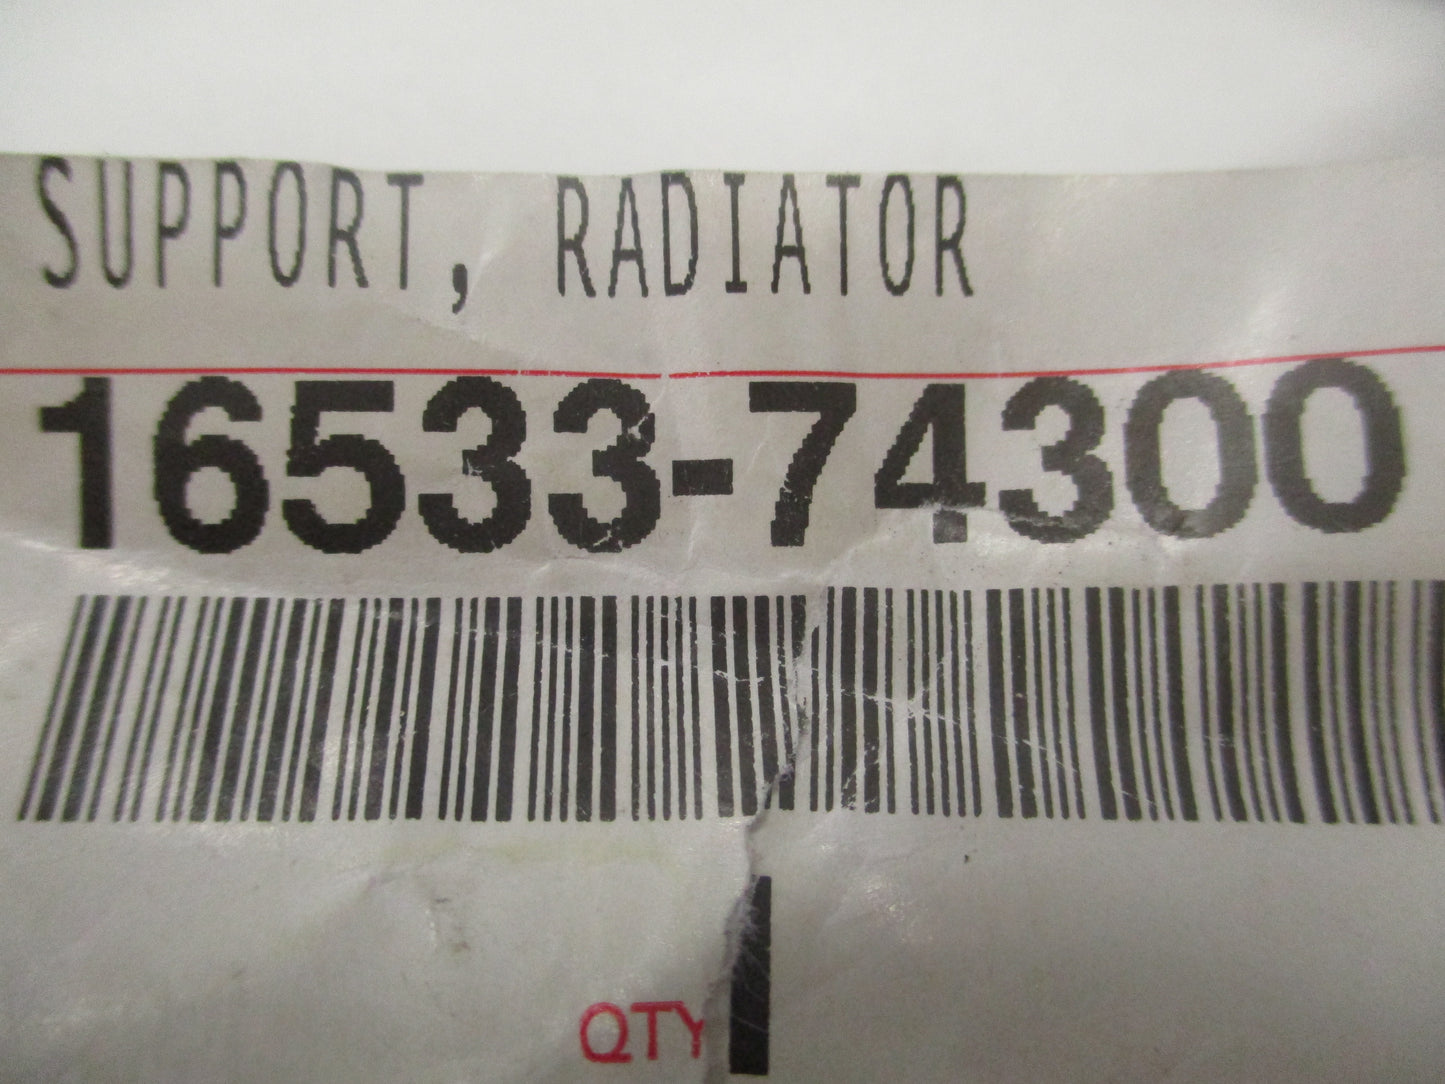 SUPPORT, RADIATOR
16533-74300
QTY 1